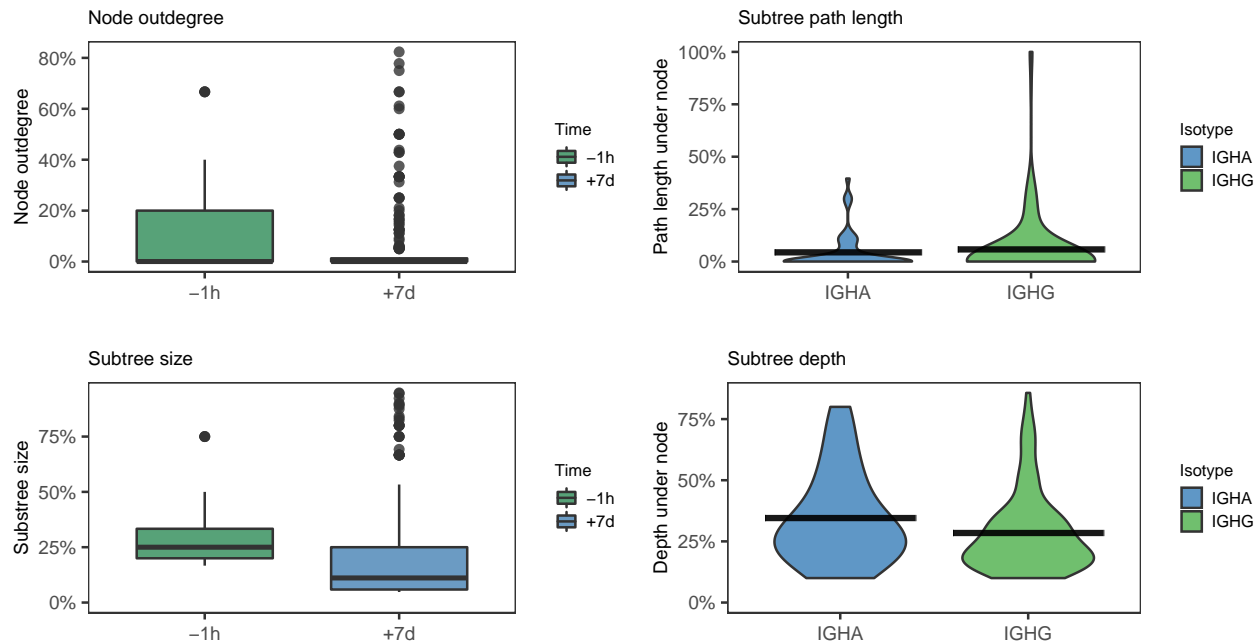 Node outdegree
Node outdegree
80%
60%
40%
20%
0%
−1h
+7d
Time
−1h
+7d
Subtree path length
Path length under node
100%
75%
50%
25%
0%
IGHA
IGHG
Isotype
IGHA
IGHG
Subtree size
Substree size
75%
50%
25%
0%
−1h
+7d
Time
−1h
+7d
Subtree depth
Depth under node
75%
50%
25%
0%
IGHA
IGHG
Isotype
IGHA
IGHG